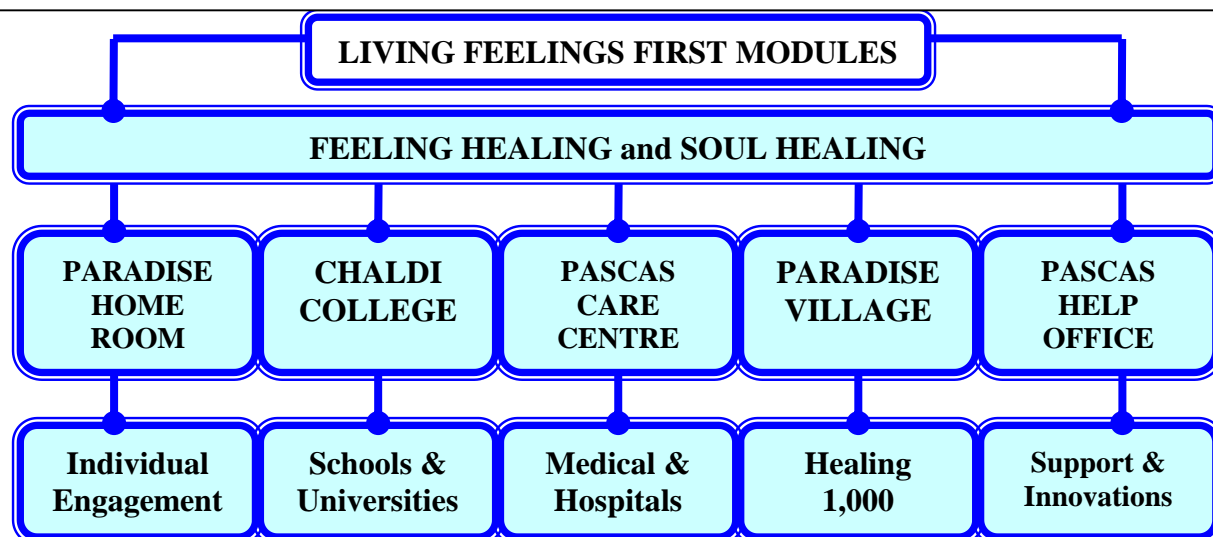 LIVING FEELINGS FIRST MODULES
FEELING HEALING and SOUL HEALING
PARADISE
HOME
ROOM
CHALDI
COLLEGE
PASCAS
CARE
CENTRE
PARADISE
VILLAGE
PASCAS
HELP
OFFICE
Individual
Engagement
Schools &
Universities
Medical &
Hospitals
Healing
1,000
Support &
Innovations